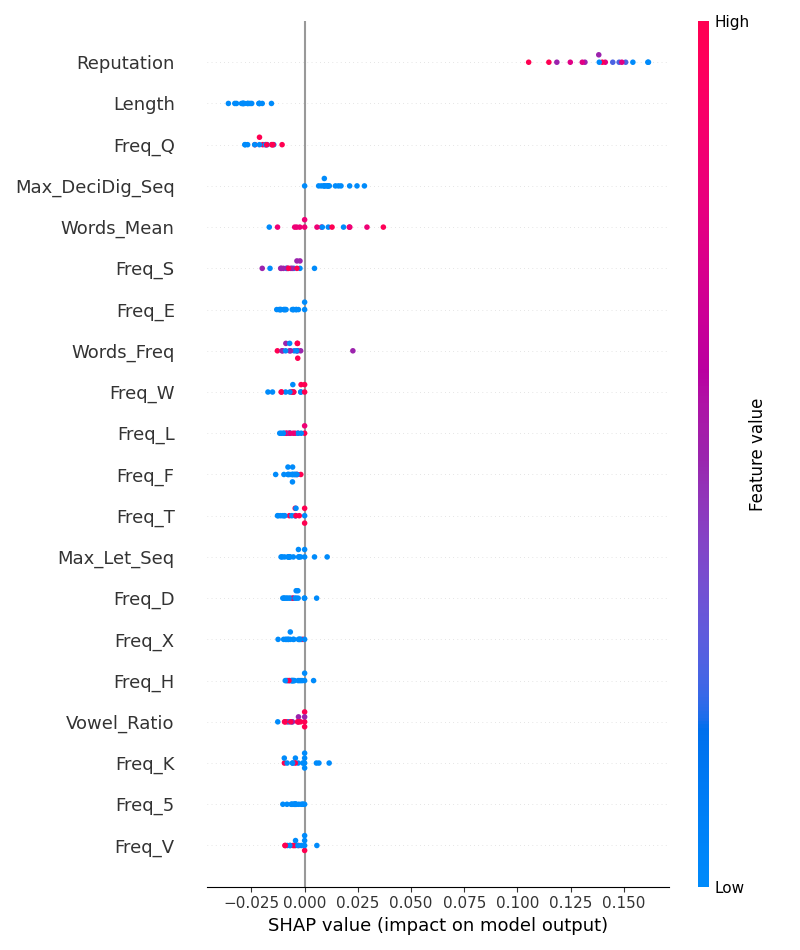 High
Reputation
Length
Freq_Q
Max_DeciDig_Seq
Words_Mean
Freq_S
Freq_E
Words_Freq
Freq_W
Freq_L
Freq_F
Freq_T
Max_Let_Seq
Freq_D
Freq_X
Freq_H
Vowel_Ratio
Freq_K
Freq_5
Freq_V
Feature value
Low
−0.025 0.000 0.025 0.050 0.075 0.100 0.125 0.150
SHAP value (impact on model output)